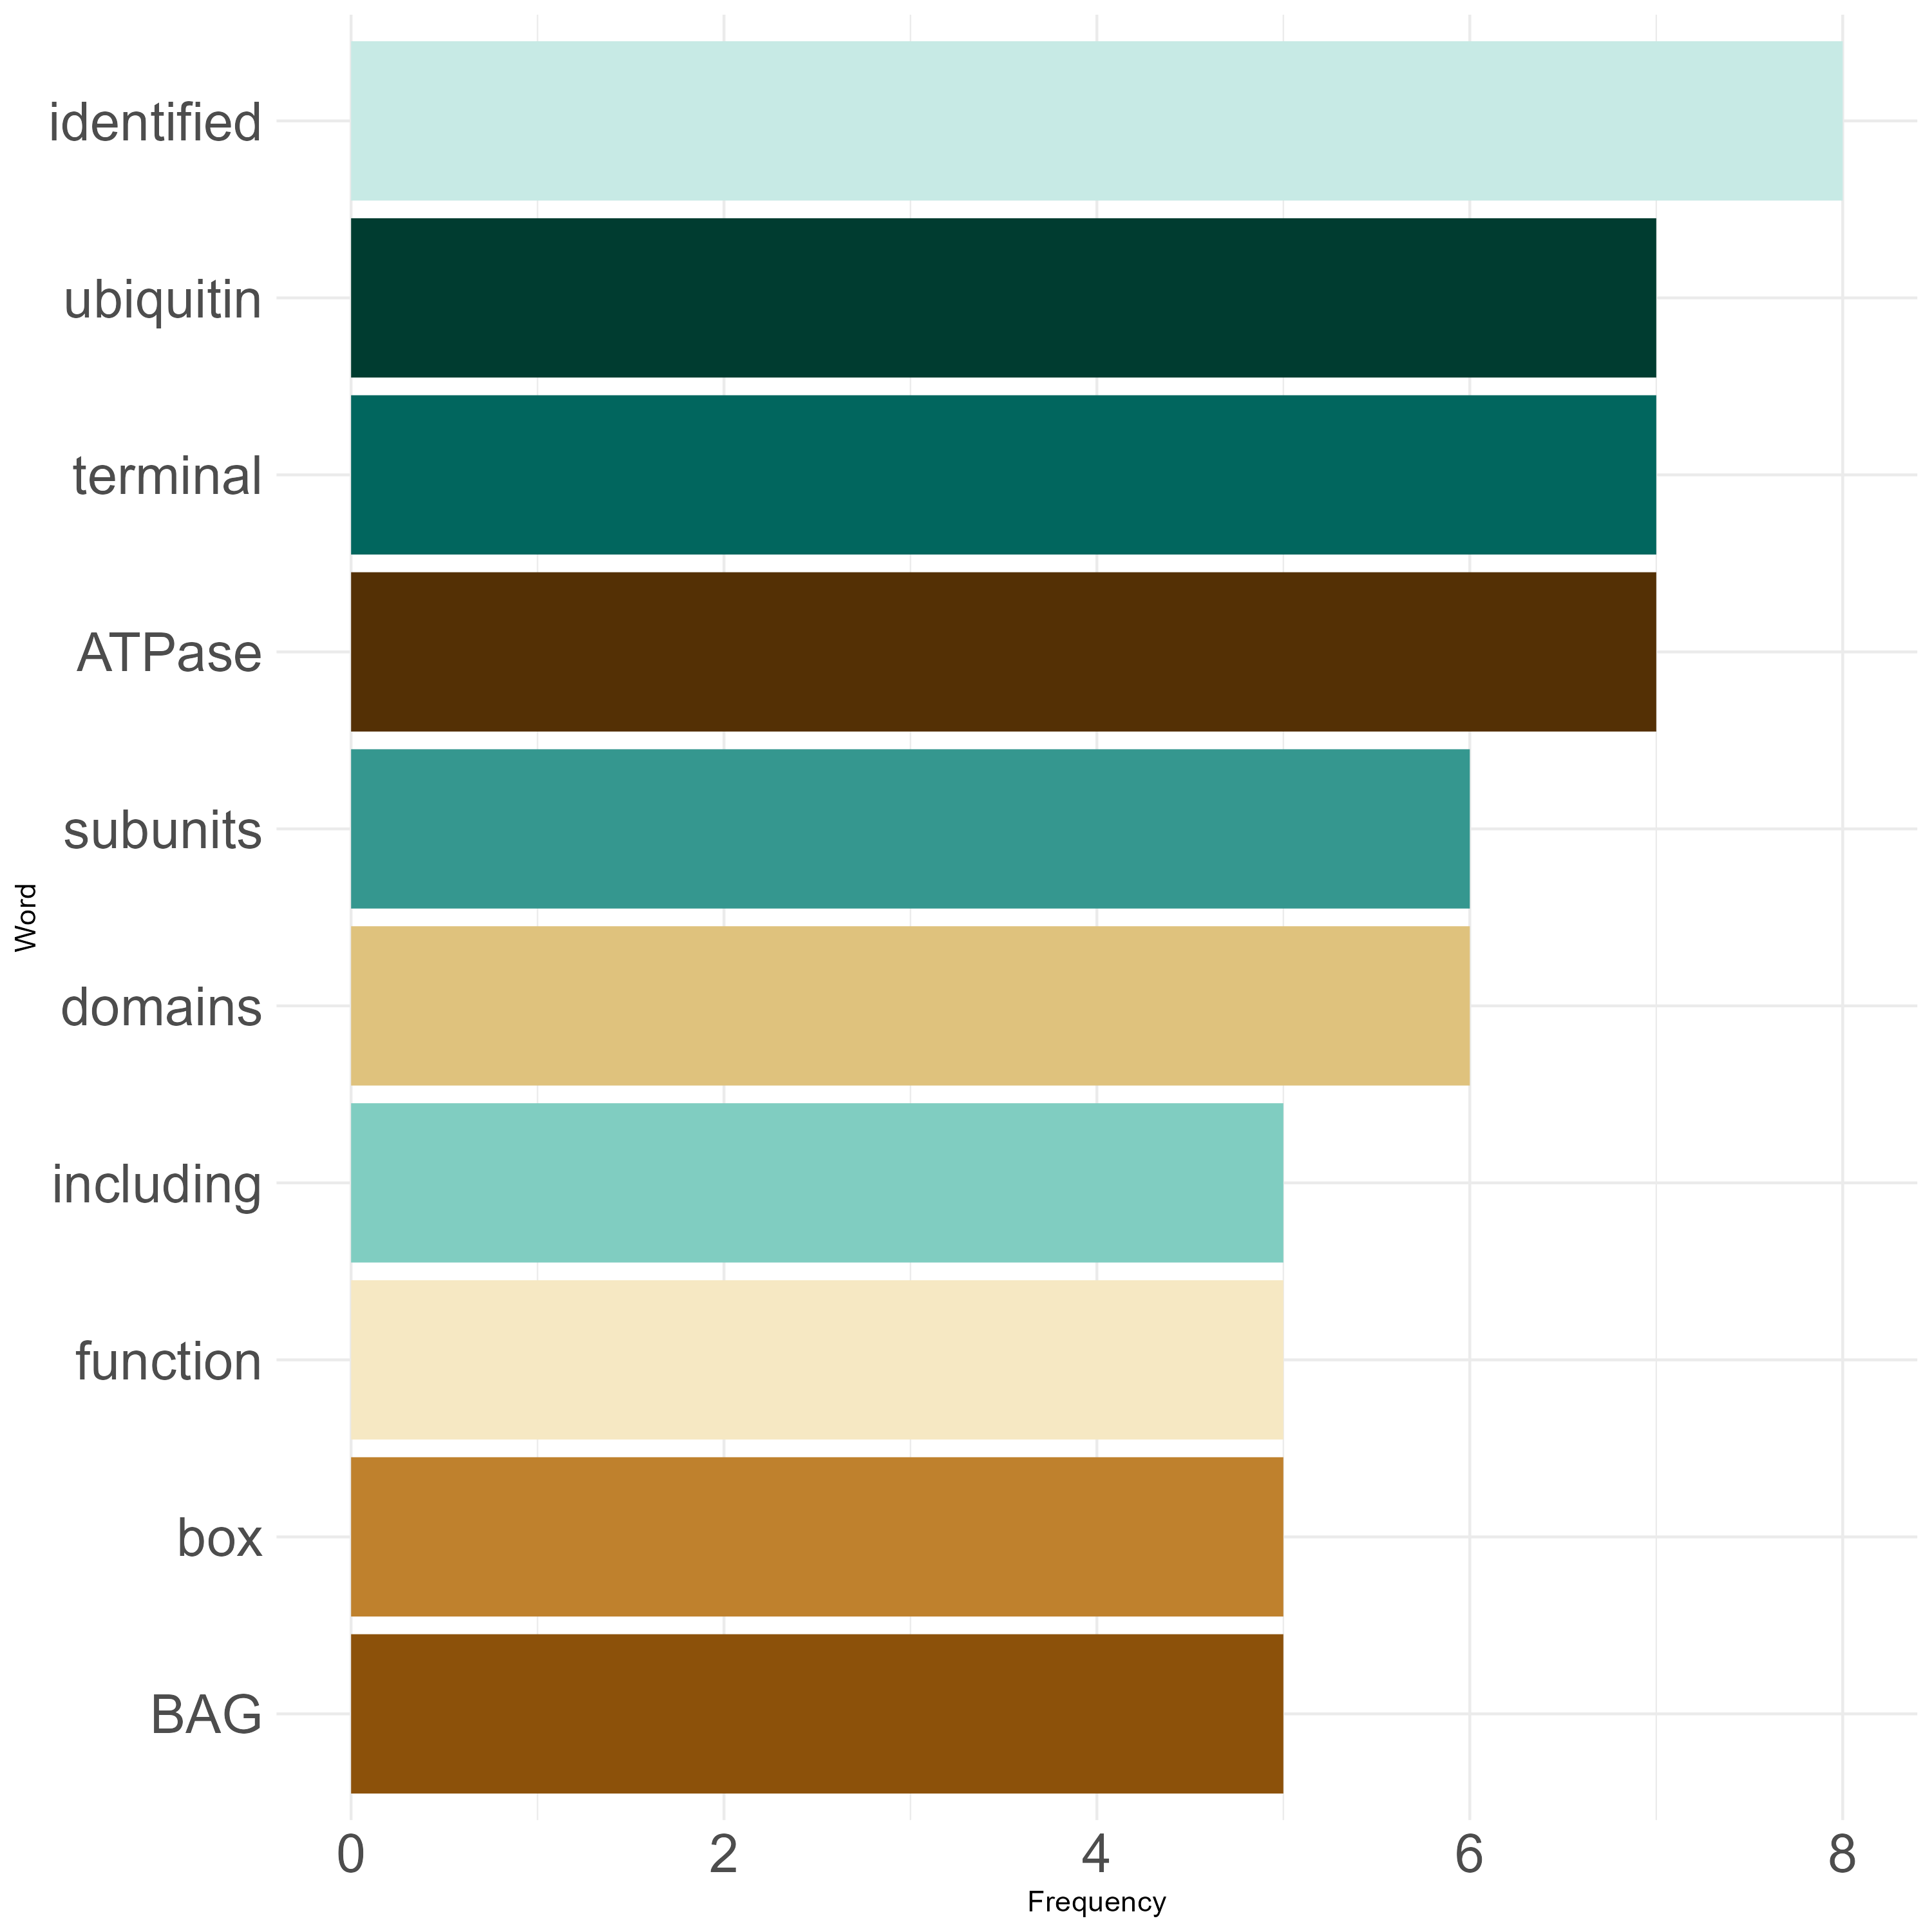 identified
ubiquitin
terminal
ATPase
subunits
domains
including
function
box
BAG
Word
0 2 4 6 8
Frequency